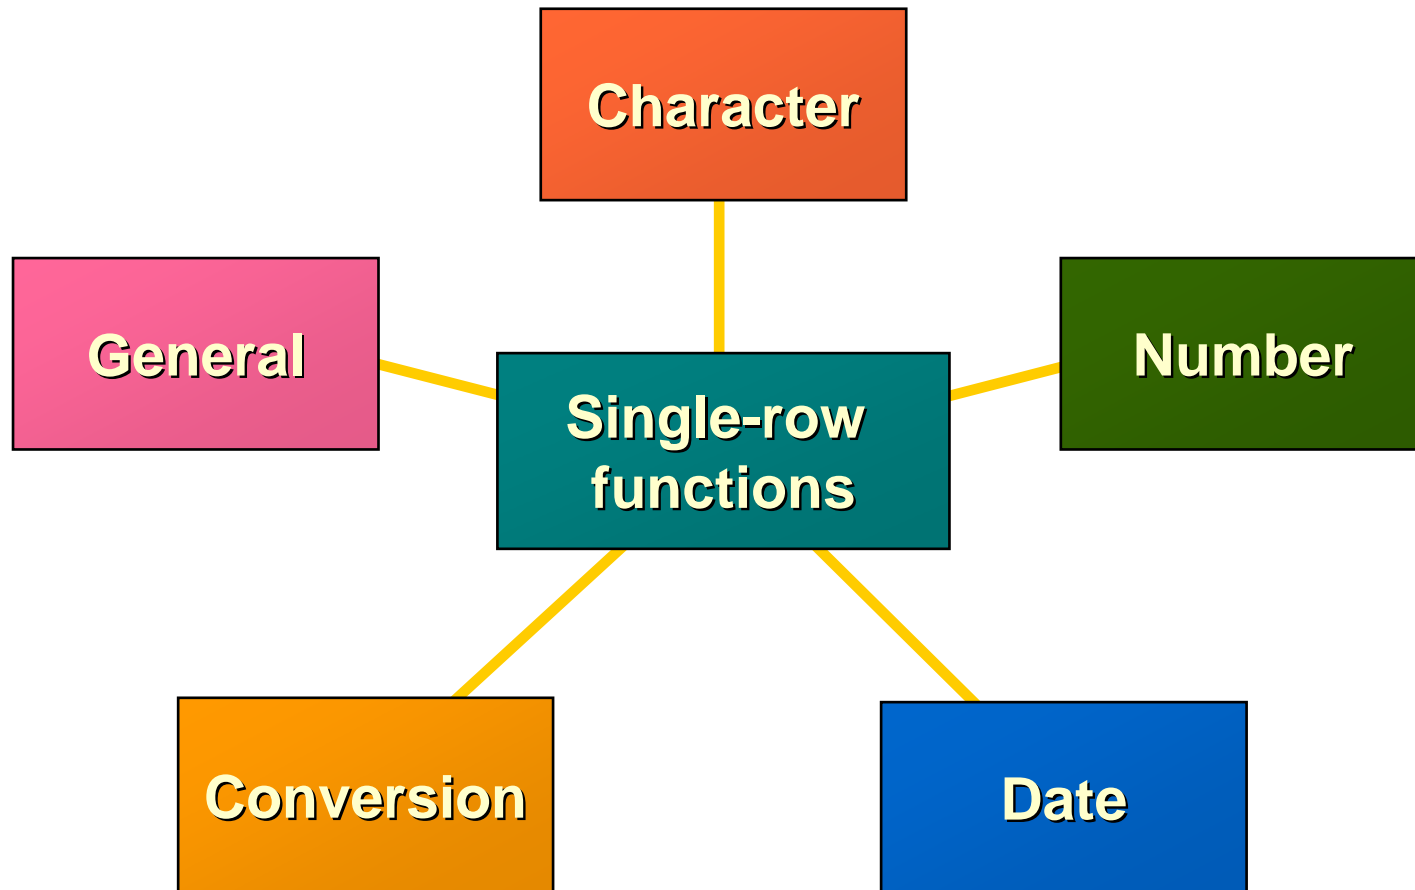 Character
General
Number
Single-row
functions
Conversion
Date